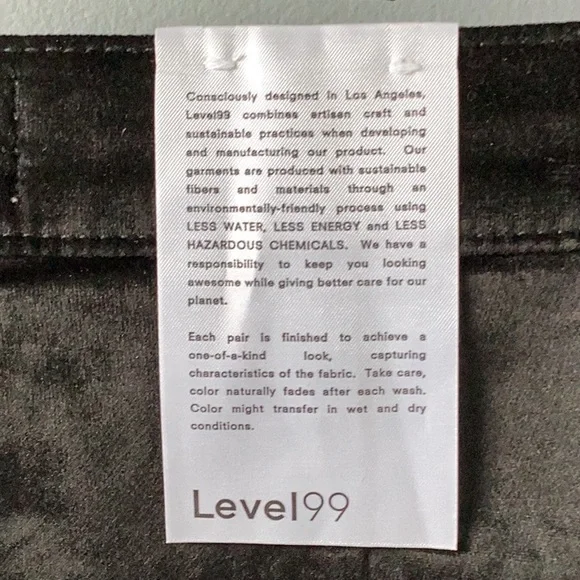 Consciously designed in Los Angeles,
Level99 combines artisan craft and
sustainable practices when developing
and manufacturing our product. Our
garments are produced with sustainable
fibers and materials through an
environmentally-friendly process using
LESS WATER, LESS ENERGY and LESS
HAZARDOUS CHEMICALS. We have a
responsibility to keep you looking
awesome while giving better care for our
planet.
Each pair is finished to achieve a
one-of-a-kind look, capturing
characteristics of the fabric. Take care,
color naturally fades after each wash.
Color might transfer in wet and dry
conditions.
Level99